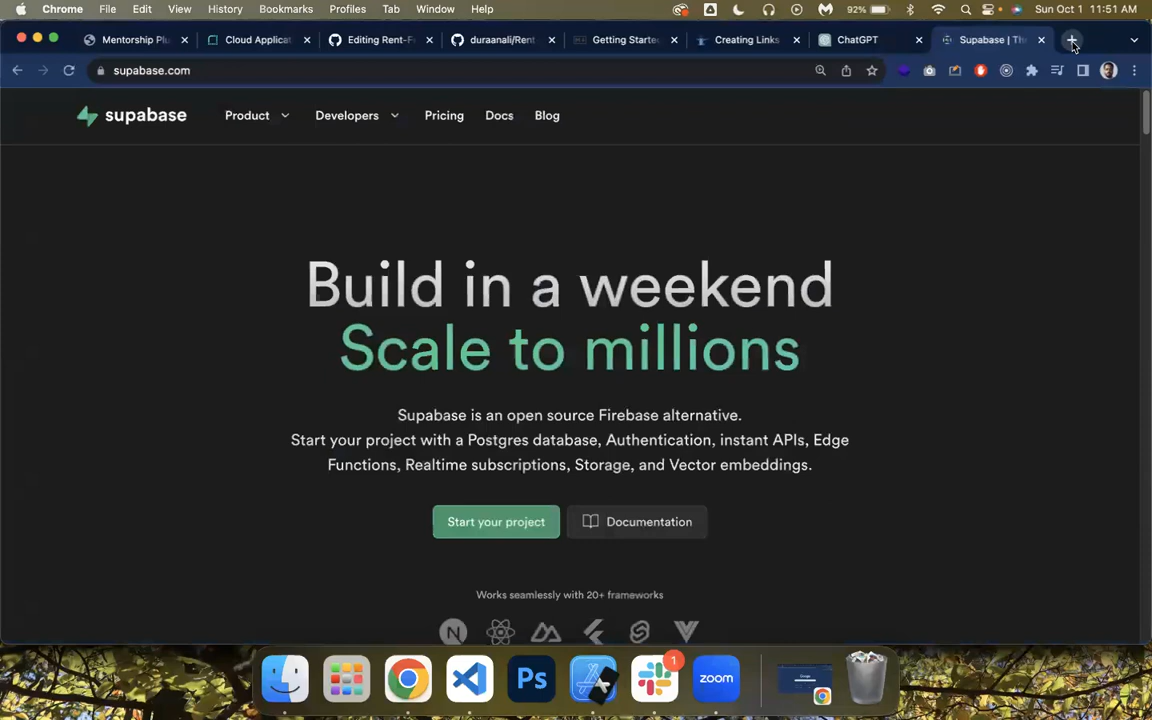 Chrome File Edit View History Bookmarks Profiles Tab Window Help 92% Sun Oct 1 11:51 AM
Mentorship Plu Cloud Applicat Editing Rent-F duraanali/Rent Getting Starte Creating Links ChatGPT Supabase | Th
supabase.com
supabase Product Developers Pricing Docs Blog
Build in a weekend
Scale to millions
Supabase is an open source Firebase alternative.
Start your project with a Postgres database, Authentication, instant APIs, Edge
Functions, Realtime subscriptions, Storage, and Vector embeddings.
Start your project Documentation
Works seamlessly with 20+ frameworks
N
1
Ps zoom